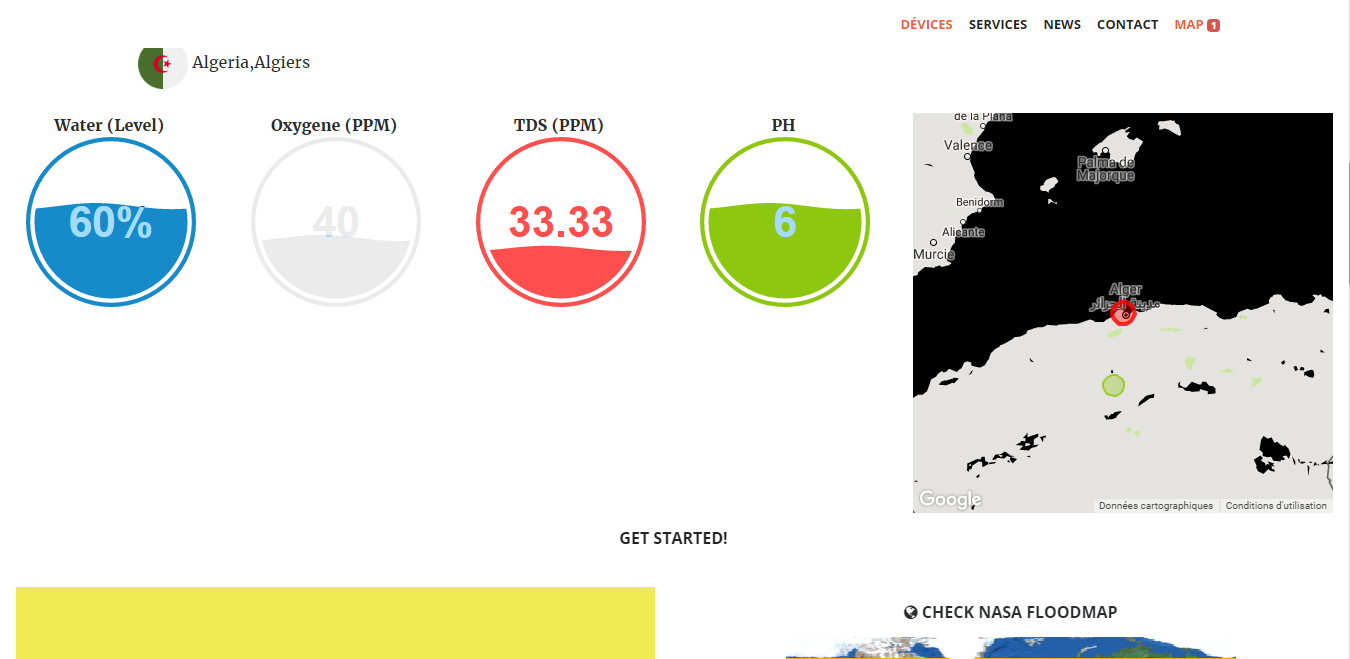 DÉVICES SERVICES NEWS CONTACT MAP 1
Algeria,Algiers
Water (Level) Oxygene (PPM) TDS (PPM) PH
60% 40 33.33 6
de la Plana
Valence
Palma de
Majorque
Benidorm
Alicante
Murcie
Alger
مدينة الجزائر
Google
Données cartographiques Conditions d'utilisation
GET STARTED!
CHECK NASA FLOODMAP